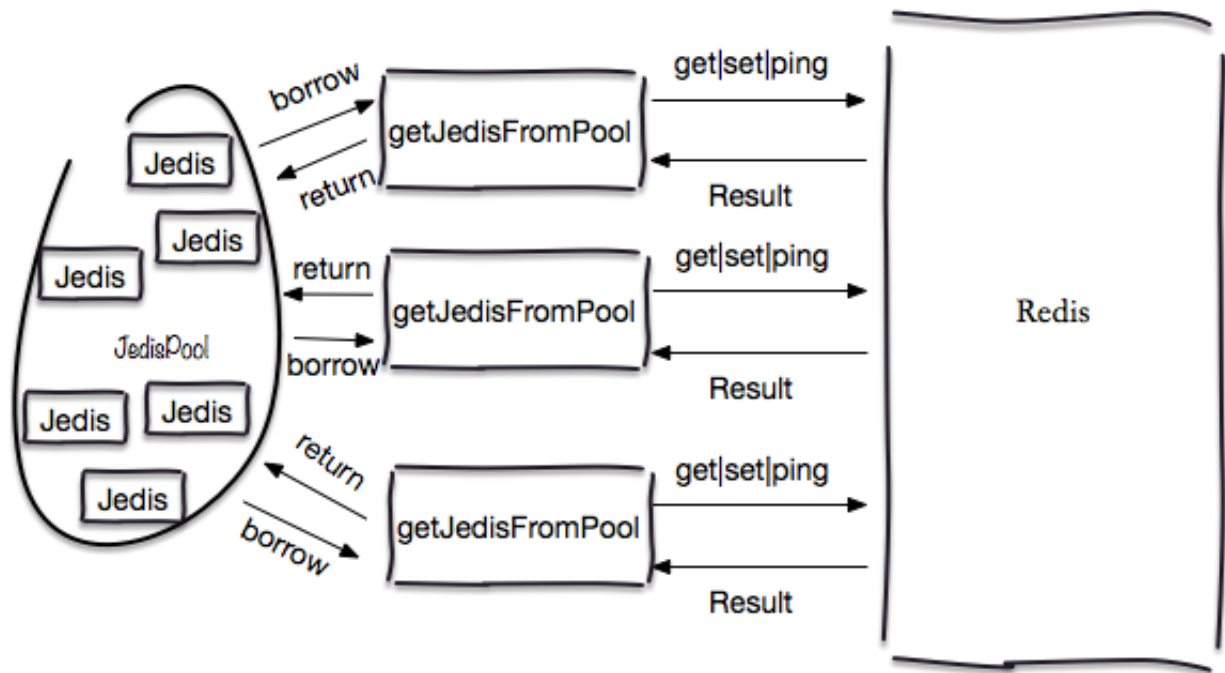 borrow
get|set|ping
Jedis
getJedisFromPool
return
Result
Jedis
Jedis
return
get|set|ping
getJedisFromPool
Redis
JedisPool
borrow
Result
Jedis
Jedis
return
get|set|ping
Jedis
getJedisFromPool
borrow
Result